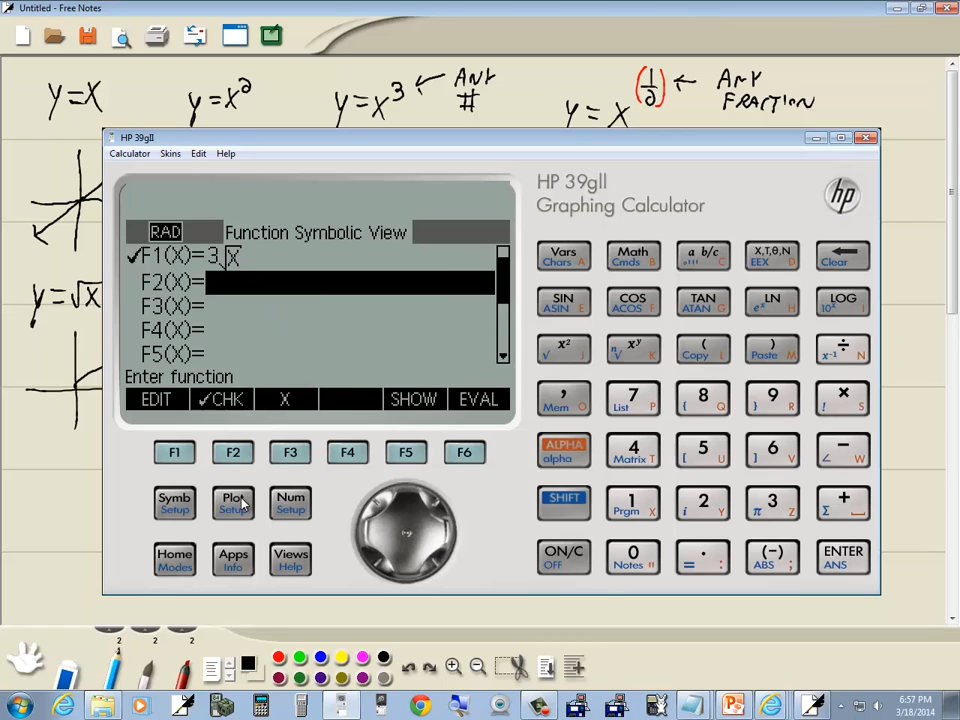 Untitled - Free Notes
y=x
y=x²
y=x³ ← ANY #
y=x^(1/2) ← ANY FRACTION
y=√x
HP 39gII
Calculator Skins Edit Help
RAD Function Symbolic View
✓F1(X)=3√X
F2(X)=
F3(X)=
F4(X)=
F5(X)=
Enter function
EDIT ✓CHK X SHOW EVAL
F1 F2 F3 F4 F5 F6
Symb Plot Num
Setup Setup Setup
Home Apps Views
Modes Info Help
HP 39gII
Graphing Calculator
hp
Vars Math a b/c X,T,θ,N
Chars A Cmds B C EEX D Clear
SIN COS TAN LN LOG
ASIN E ACOS F ATAN G eˣ H 10ˣ I
x² xʸ ( ) ÷
√ j ⁿ√ K Copy L Paste M x⁻¹ N
, 7 8 9 ×
Mem O List P { Q } R ! S
ALPHA 4 5 6 −
alpha Matrix T [ U ] V ∠ W
SHIFT 1 2 3 +
Prgm X i Y π Z Σ
ON/C 0 . (−) ENTER
OFF Notes " = : ABS ; ANS
2 2 2
1
6:57 PM
3/18/2014